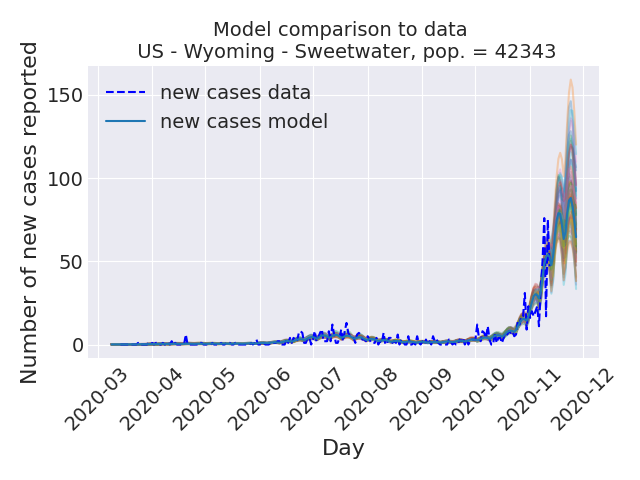 Model comparison to data
US - Wyoming - Sweetwater, pop. = 42343
Number of new cases reported
150
100
50
0
new cases data
new cases model
2020-03
2020-04
2020-05
2020-06
2020-07
2020-08
2020-09
2020-10
2020-11
2020-12
Day